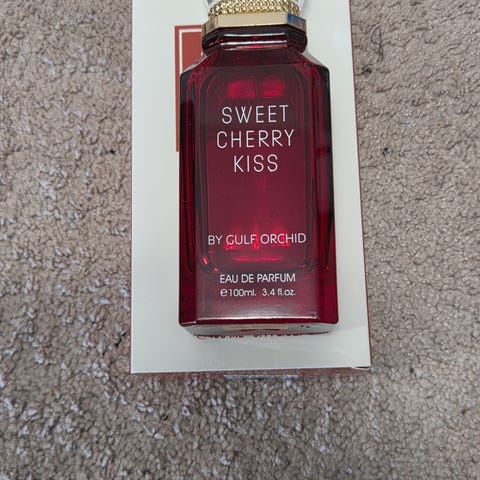 SWEET
CHERRY
KISS
BY GULF ORCHID
EAU DE PARFUM
℮100ml. 3.4 fl.oz.